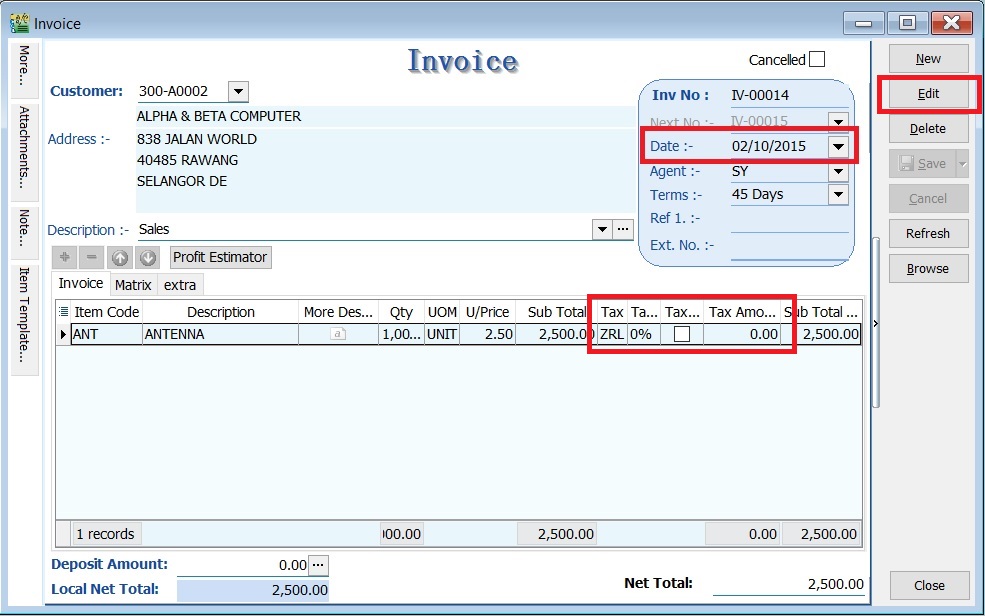 Invoice
More...
Attachments...
Note...
Item Template...
Invoice
Cancelled
Customer: 300-A0002
ALPHA & BETA COMPUTER
Address :- 838 JALAN WORLD
40485 RAWANG
SELANGOR DE
Inv No : IV-00014
Next No :- IV-00015
Date :- 02/10/2015
Agent :- SY
Terms :- 45 Days
Ref 1. :-
Ext. No. :-
Description :- Sales
Profit Estimator
Invoice Matrix extra
Item Code Description More Des... Qty UOM U/Price Sub Total Tax Ta... Tax... Tax Amo... Sub Total ...
ANT ANTENNA a 1,00... UNIT 2.50 2,500.00 ZRL 0% 0.00 2,500.00
1 records 00.00 2,500.00 0.00 2,500.00
Deposit Amount: 0.00
Local Net Total: 2,500.00
Net Total: 2,500.00
New
Edit
Delete
Save
Cancel
Refresh
Browse
Close